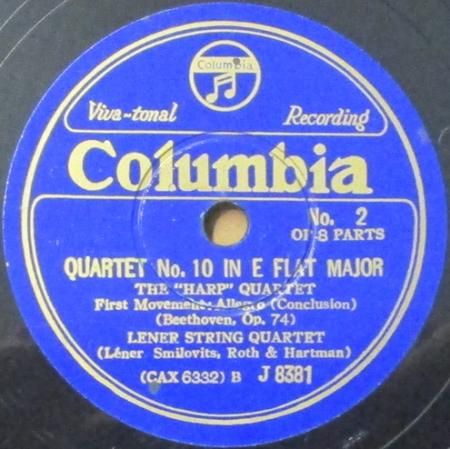 Columbia
Viva-tonal Recording
Columbia
No. 2
OF 8 PARTS
QUARTET No. 10 IN E FLAT MAJOR
THE "HARP" QUARTET
First Movement: Allegro (Conclusion)
(Beethoven, Op. 74)
LENER STRING QUARTET
(Léner Smilovits, Roth & Hartman)
(CAX 6332) B J 8381